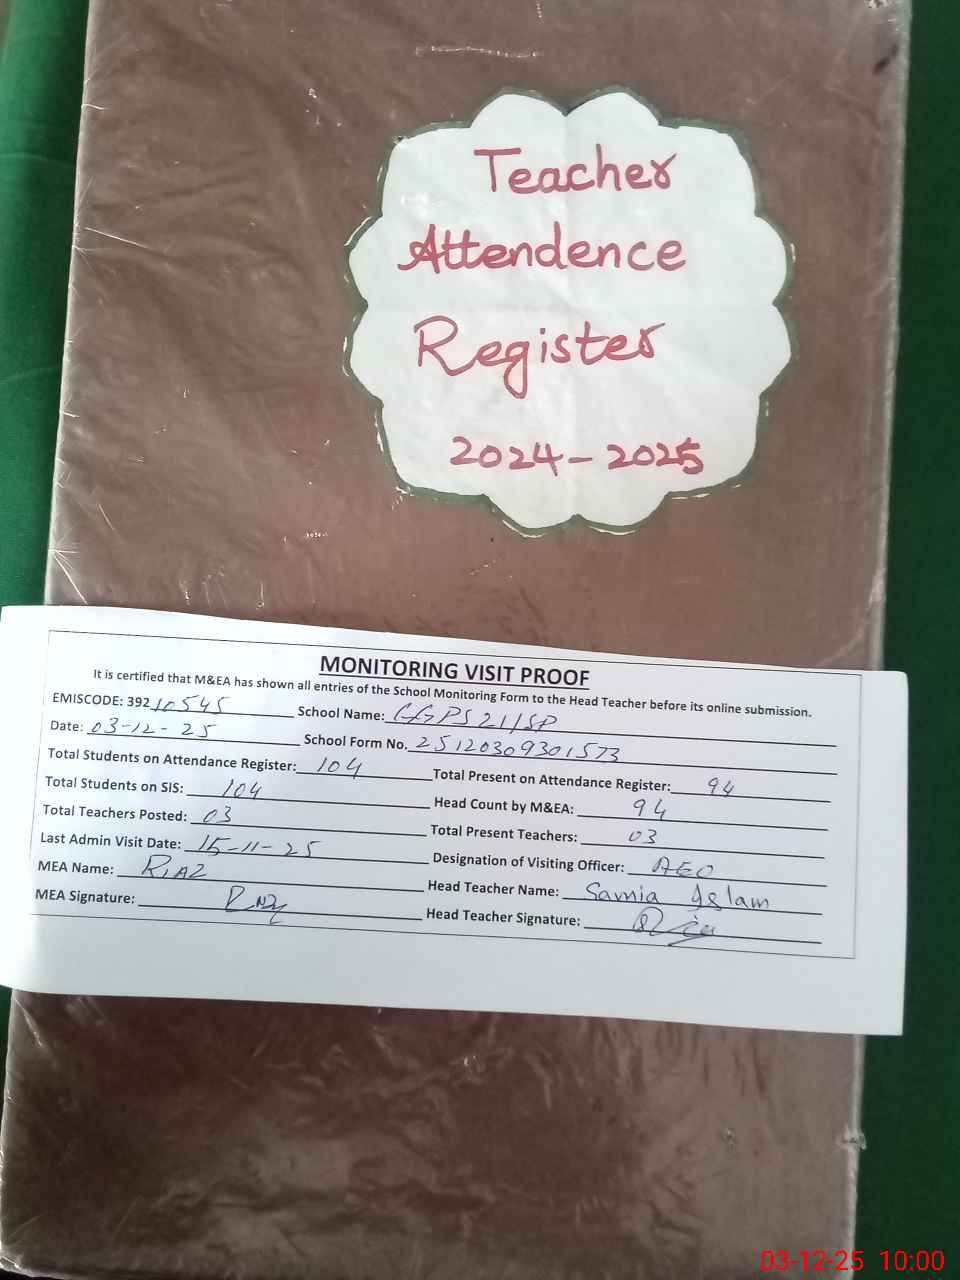 Teacher
Attendence
Register
2024-2025
MONITORING VISIT PROOF
It is certified that M&EA has shown all entries of the School Monitoring Form to the Head Teacher before its online submission.
EMISCODE: 39210545 School Name: GGPS 211SP
Date: 03-12-25 School Form No. 25120309301573
Total Students on Attendance Register: 104 Total Present on Attendance Register: 94
Total Students on SIS: 104 Head Count by M&EA: 94
Total Teachers Posted: 03 Total Present Teachers: 03
Last Admin Visit Date: 15-11-25 Designation of Visiting Officer: AEO
MEA Name: RIAZ Head Teacher Name: Samia Islam
MEA Signature: Head Teacher Signature:
03-12-25 10:00